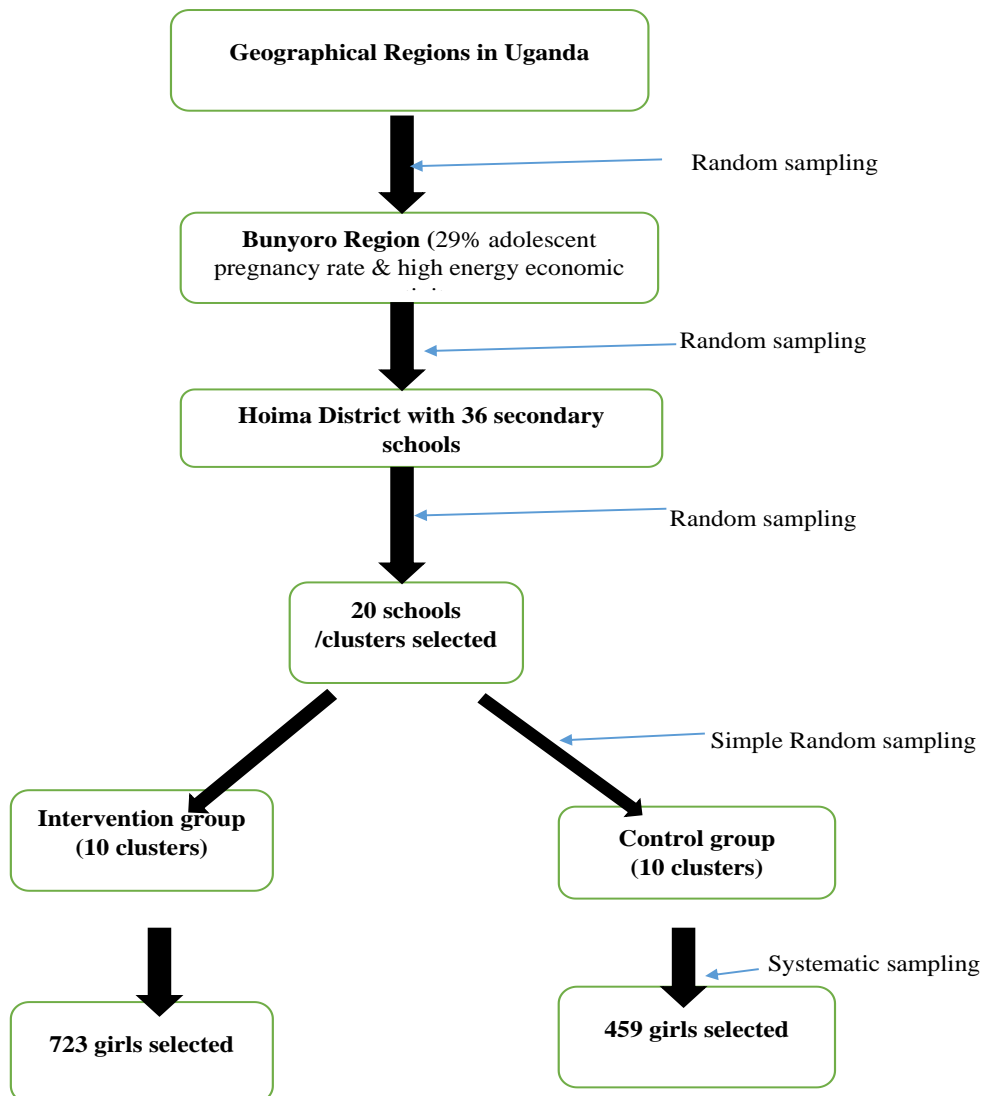 Geographical Regions in Uganda
Random sampling
Bunyoro Region (29% adolescent
pregnancy rate & high energy economic
Random sampling
Hoima District with 36 secondary
schools
Random sampling
20 schools
/clusters selected
Simple Random sampling
Intervention group
(10 clusters)
Control group
(10 clusters)
Systematic sampling
723 girls selected
459 girls selected